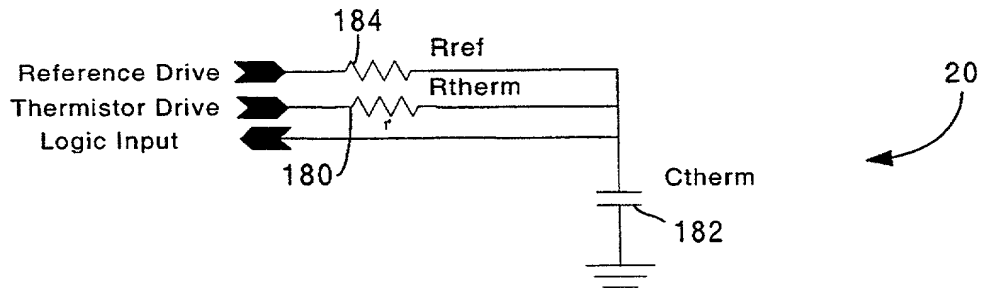 184
Rref
Reference Drive
Rtherm
20
Thermistor Drive
r
Logic Input
180
Ctherm
182